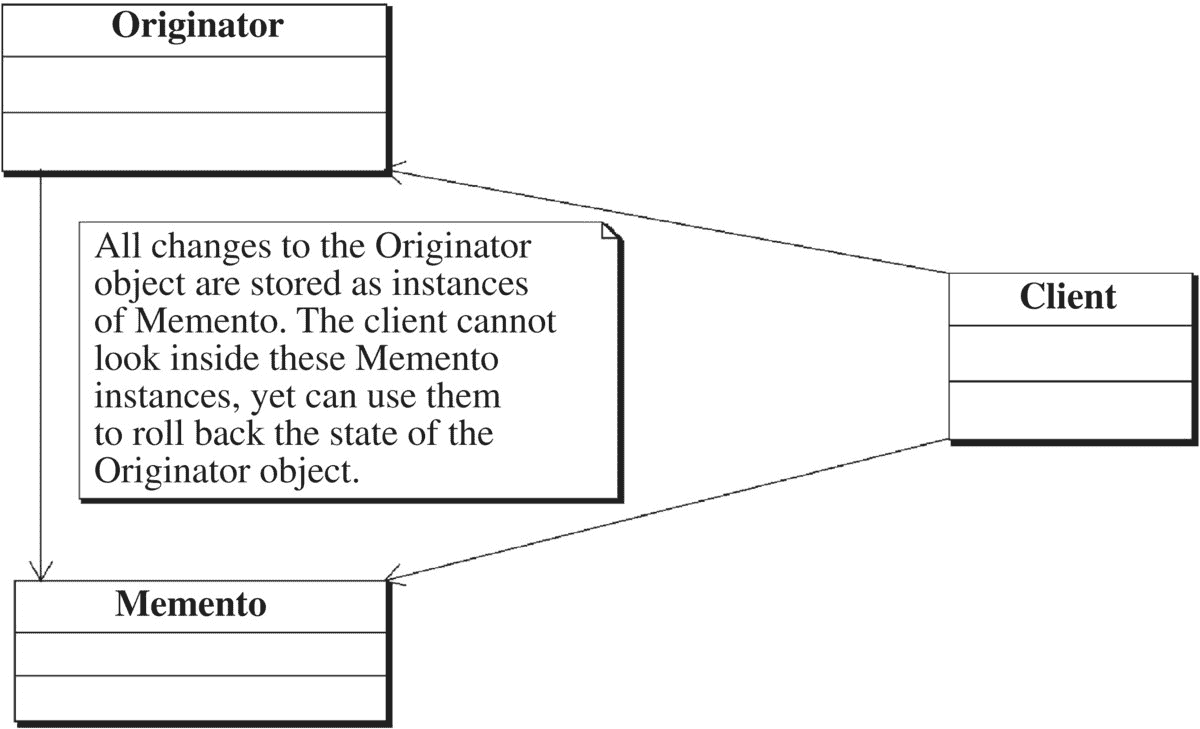 Originator
All changes to the Originator
object are stored as instances
of Memento. The client cannot
look inside these Memento
instances, yet can use them
to roll back the state of the
Originator object.
Client
Memento